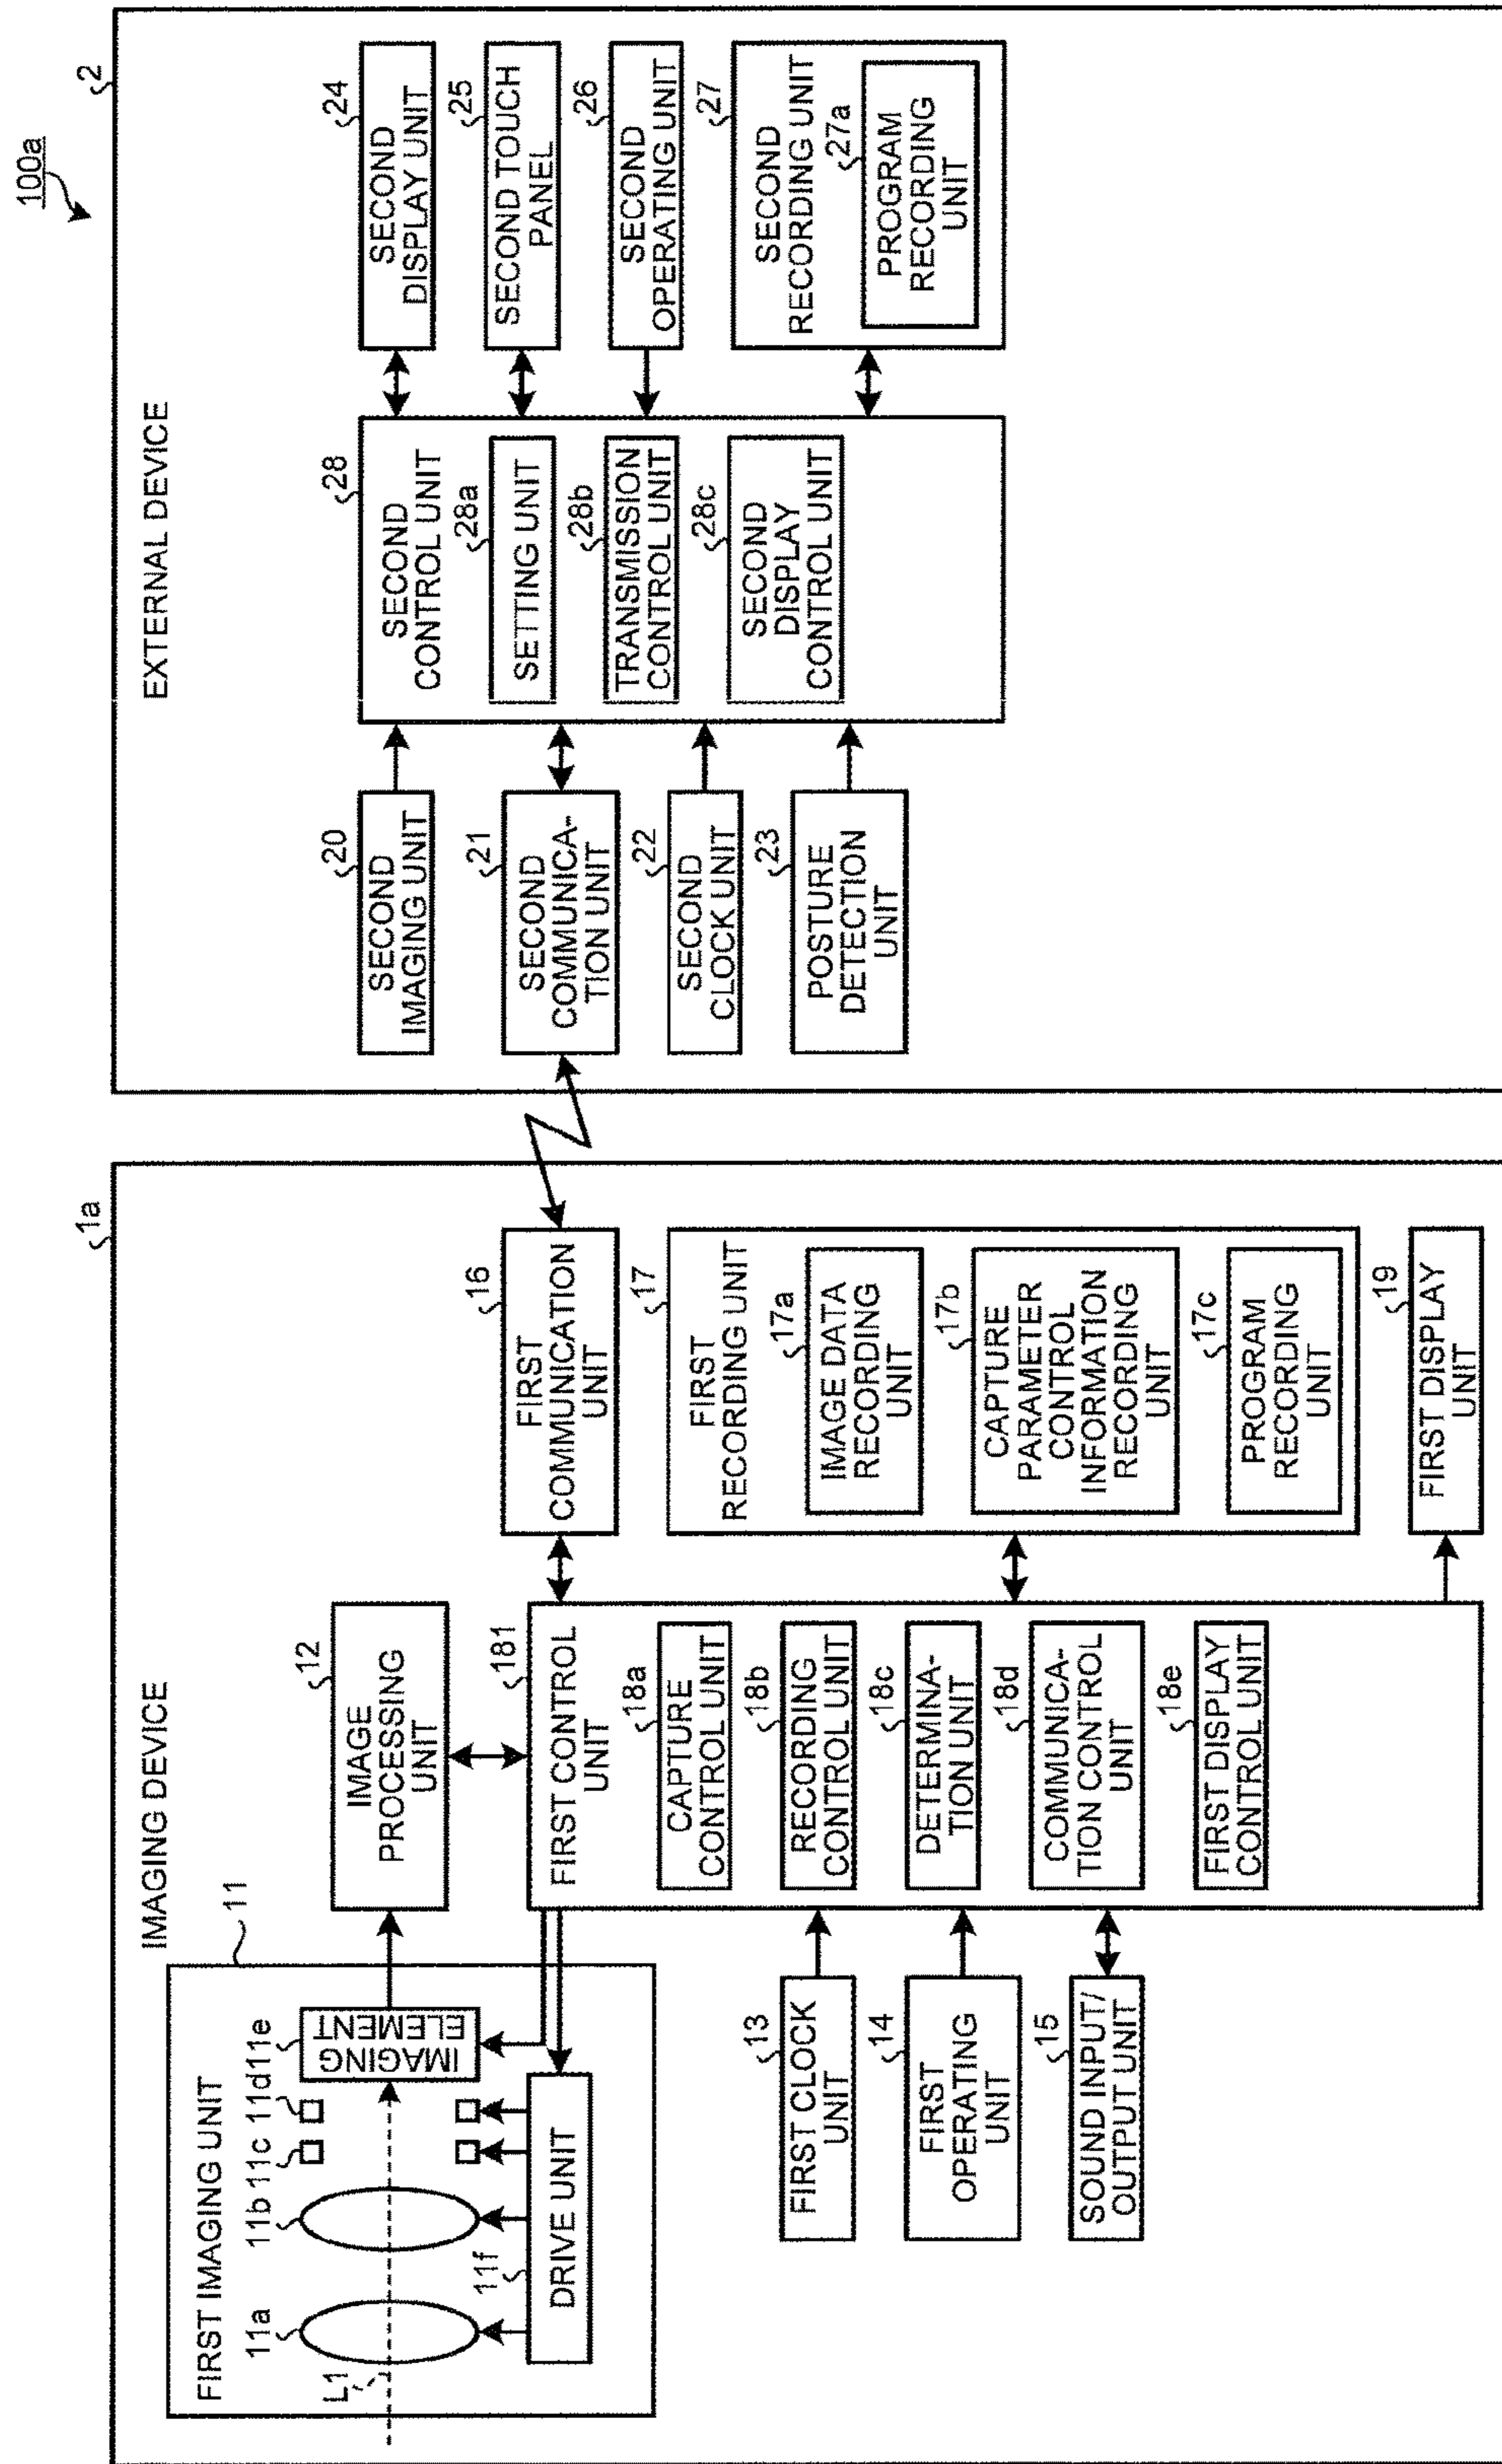 100a
IMAGING DEVICE
1a
FIRST IMAGING UNIT
11
11a
11b
11c
11d
11e
L1
IMAGING
ELEMENT
11f
DRIVE UNIT
12
IMAGE
PROCESSING
UNIT
13
FIRST CLOCK
UNIT
14
FIRST
OPERATING
UNIT
15
SOUND INPUT/
OUTPUT UNIT
181
FIRST CONTROL
UNIT
18a
CAPTURE
CONTROL UNIT
18b
RECORDING
CONTROL UNIT
18c
DETERMINA-
TION UNIT
18d
COMMUNICA-
TION CONTROL
UNIT
18e
FIRST DISPLAY
CONTROL UNIT
16
FIRST
COMMUNICATION
UNIT
17
FIRST
RECORDING UNIT
17a
IMAGE DATA
RECORDING
UNIT
17b
CAPTURE
PARAMETER
CONTROL
INFORMATION
RECORDING
UNIT
17c
PROGRAM
RECORDING
UNIT
19
FIRST DISPLAY
UNIT
EXTERNAL DEVICE
2
20
SECOND
IMAGING UNIT
21
SECOND
COMMUNICA-
TION UNIT
22
SECOND
CLOCK UNIT
23
POSTURE
DETECTION
UNIT
28
SECOND
CONTROL UNIT
28a
SETTING UNIT
28b
TRANSMISSION
CONTROL UNIT
28c
SECOND
DISPLAY
CONTROL UNIT
24
SECOND
DISPLAY UNIT
25
SECOND TOUCH
PANEL
26
SECOND
OPERATING UNIT
27
SECOND
RECORDING UNIT
27a
PROGRAM
RECORDING
UNIT